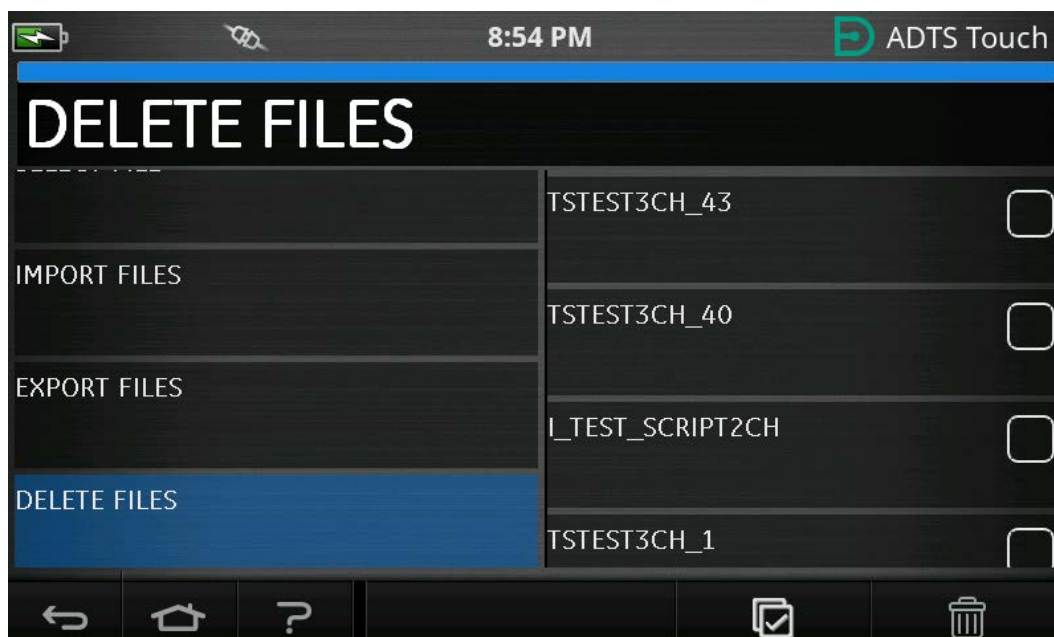 8:54 PM
ADTS Touch
DELETE FILES
IMPORT FILES
EXPORT FILES
DELETE FILES
TSTEST3CH_43
TSTEST3CH_40
I_TEST_SCRIPT2CH
TSTEST3CH_1